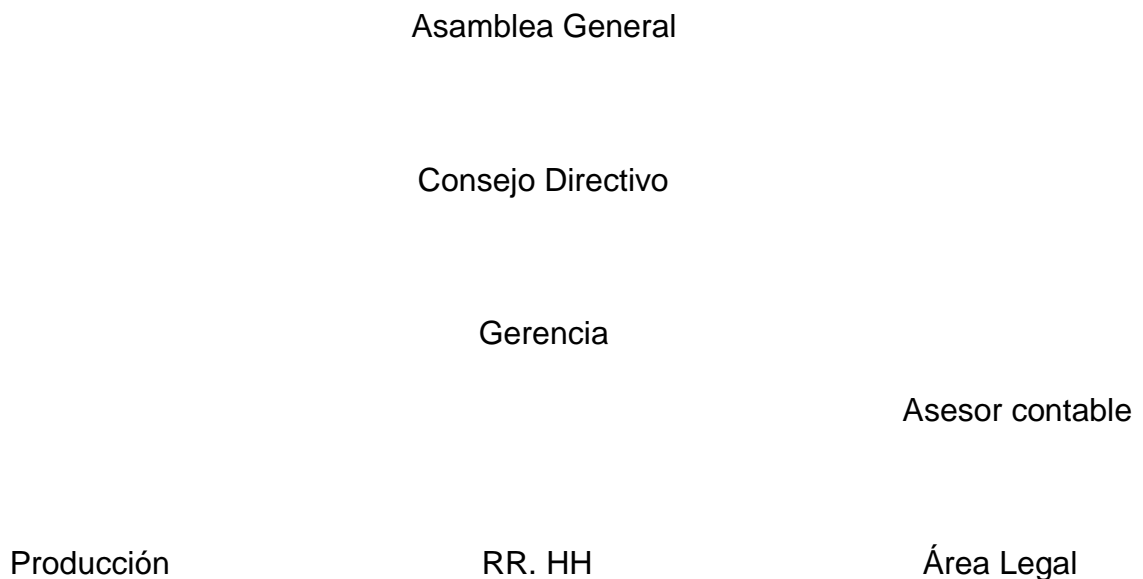 Asamblea General
Consejo Directivo
Gerencia
Asesor contable
Producción
RR. HH
Área Legal